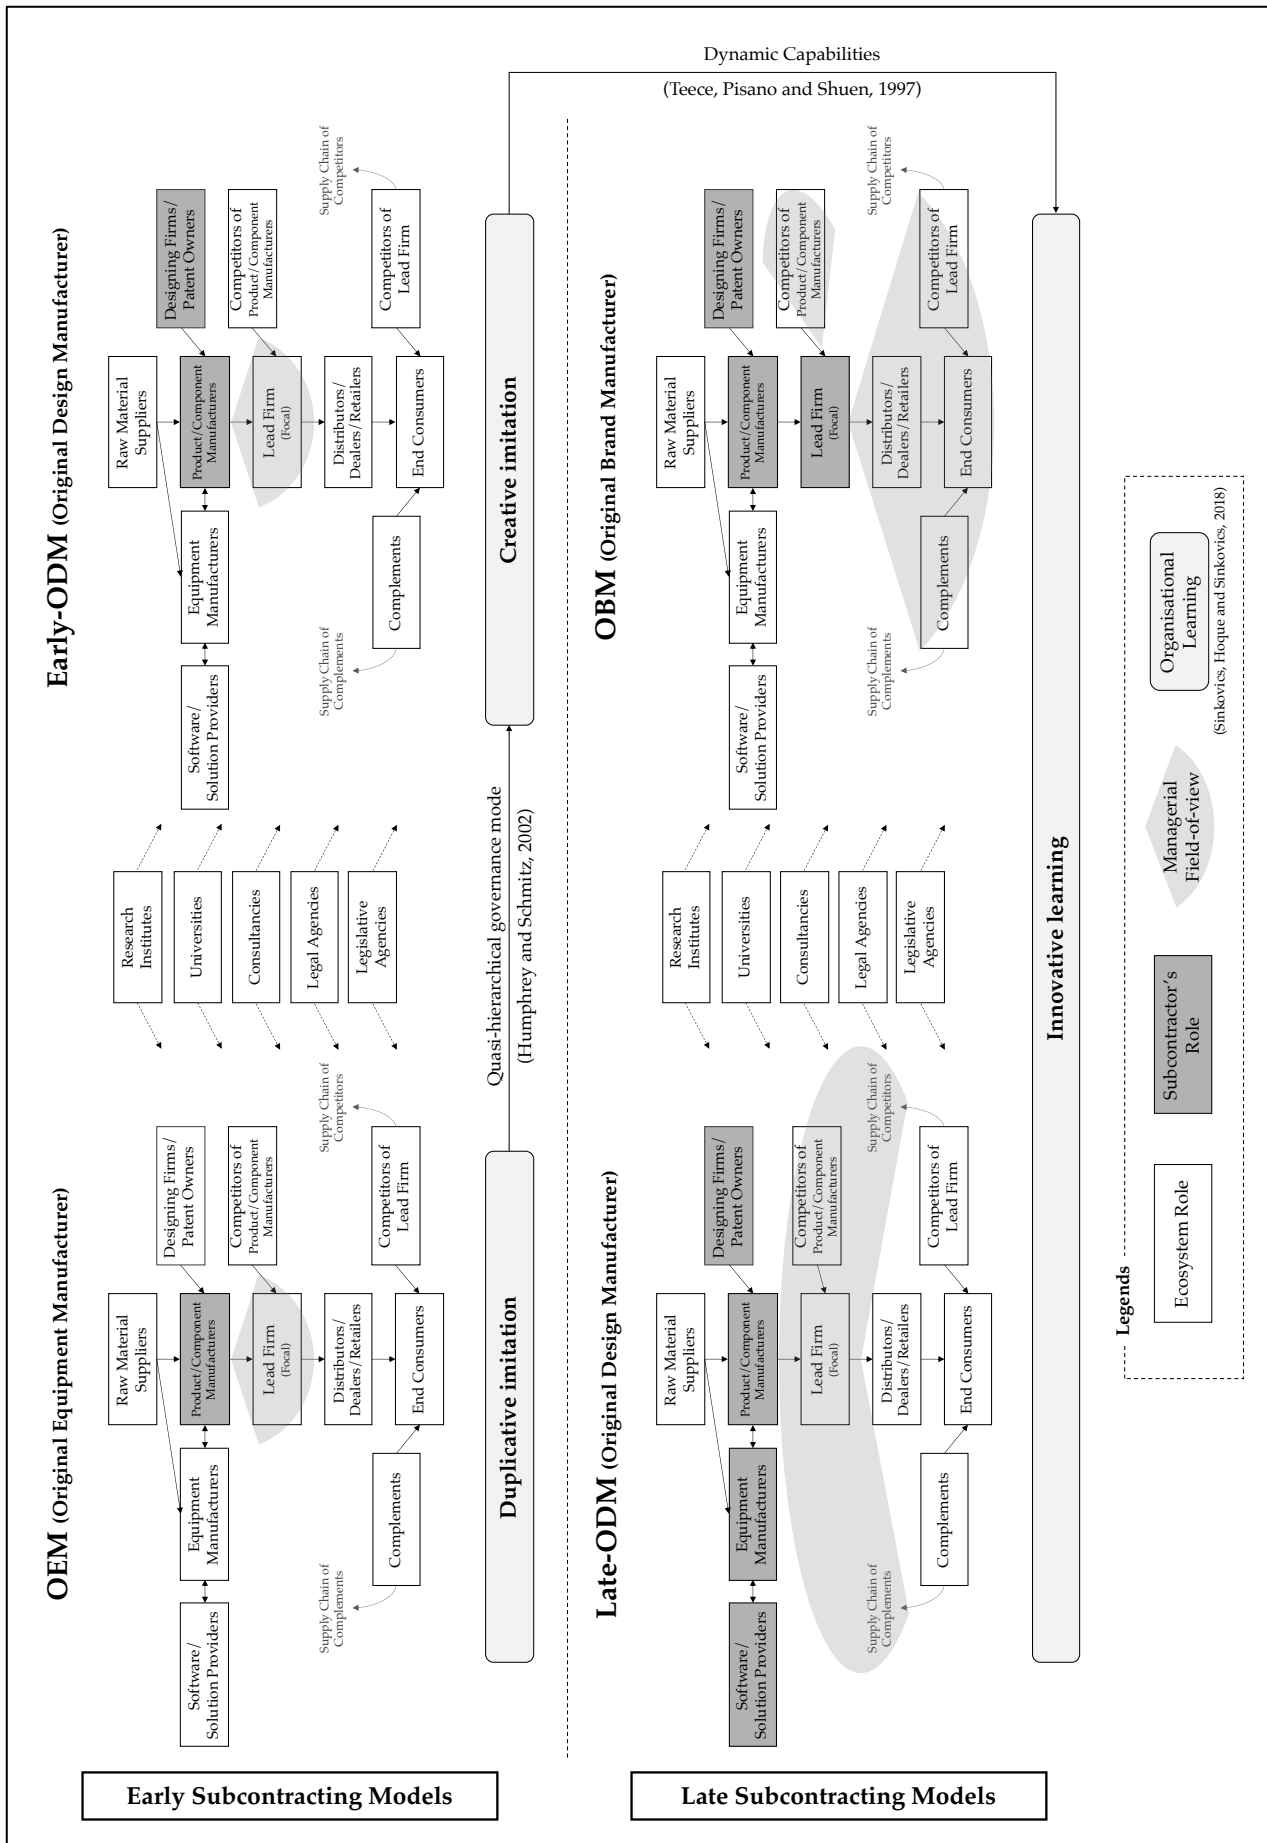 Early Subcontracting Models
OEM (Original Equipment Manufacturer)
Raw Material
Suppliers
Designing Firms/
Patent Owners
Software/
Solution Providers
Equipment
Manufacturers
Product/Component
Manufacturers
Competitors of
Product/Component
Manufacturers
Lead Firm
(Focal)
Supply Chain of
Complements
Distributors/
Dealers/Retailers
Supply Chain of
Competitors
Complements
End Consumers
Competitors of
Lead Firm
Duplicative imitation
Research
Institutes
Universities
Consultancies
Legal Agencies
Legislative
Agencies
Quasi-hierarchical governance mode
(Humphrey and Schmitz, 2002)
Early-ODM (Original Design Manufacturer)
Raw Material
Suppliers
Designing Firms/
Patent Owners
Software/
Solution Providers
Equipment
Manufacturers
Product/Component
Manufacturers
Competitors of
Product/Component
Manufacturers
Lead Firm
(Focal)
Supply Chain of
Complements
Distributors/
Dealers/Retailers
Supply Chain of
Competitors
Complements
End Consumers
Competitors of
Lead Firm
Creative imitation
Dynamic Capabilities
(Teece, Pisano and Shuen, 1997)
Late Subcontracting Models
Late-ODM (Original Design Manufacturer)
Raw Material
Suppliers
Designing Firms/
Patent Owners
Software/
Solution Providers
Equipment
Manufacturers
Product/Component
Manufacturers
Competitors of
Product/Component
Manufacturers
Lead Firm
(Focal)
Supply Chain of
Complements
Distributors/
Dealers/Retailers
Supply Chain of
Competitors
Complements
End Consumers
Competitors of
Lead Firm
Research
Institutes
Universities
Consultancies
Legal Agencies
Legislative
Agencies
OBM (Original Brand Manufacturer)
Raw Material
Suppliers
Designing Firms/
Patent Owners
Software/
Solution Providers
Equipment
Manufacturers
Product/Component
Manufacturers
Competitors of
Product/Component
Manufacturers
Lead Firm
(Focal)
Supply Chain of
Complements
Distributors/
Dealers/Retailers
Supply Chain of
Competitors
Complements
End Consumers
Competitors of
Lead Firm
Innovative learning
Legends
Ecosystem Role
Subcontractor's
Role
Managerial
Field-of-view
Organisational
Learning
(Sinkovics, Hoque and Sinkovics, 2018)